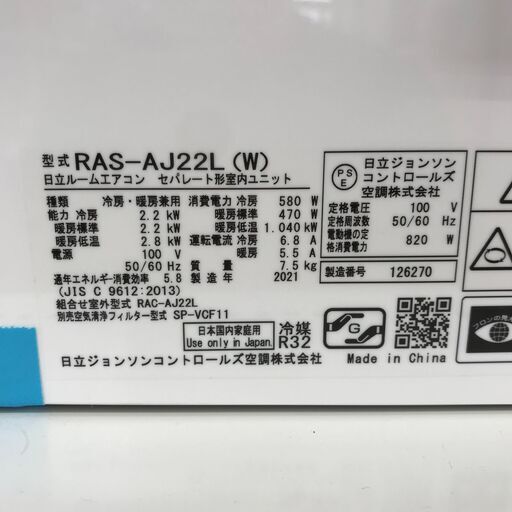 型式 RAS-AJ22L (W)
日立ルームエアコン セパレート形室内ユニット
種類 冷房・暖房兼用 消費電力 冷房 580 W
能力 冷房 2.2 kW 暖房標準 470 W
暖房標準 2.2 kW 暖房低温 1.040 kW
暖房低温 2.8 kW 運転電流 冷房 6.8 A
電源 100 V 暖房 5.5 A
50/60 Hz 質量 7.5 kg
通年エネルギー消費効率 5.8 製造年 2021
(JIS C 9612:2013)
組合せ室外型式 RAC-AJ22L
別売空気清浄フィルター型式 SP-VCF11
日本国内家庭用
Use only in Japan.
冷媒
R32
日立ジョンソンコントロールズ空調株式会社
PS
E
日立ジョンソン
コントロールズ
空調株式会社
定格電圧 100 V
定格周波数 50/60 Hz
電動機の定
格消費電力 820 W
製造番号 126270
G
Made in China
フロンの見え